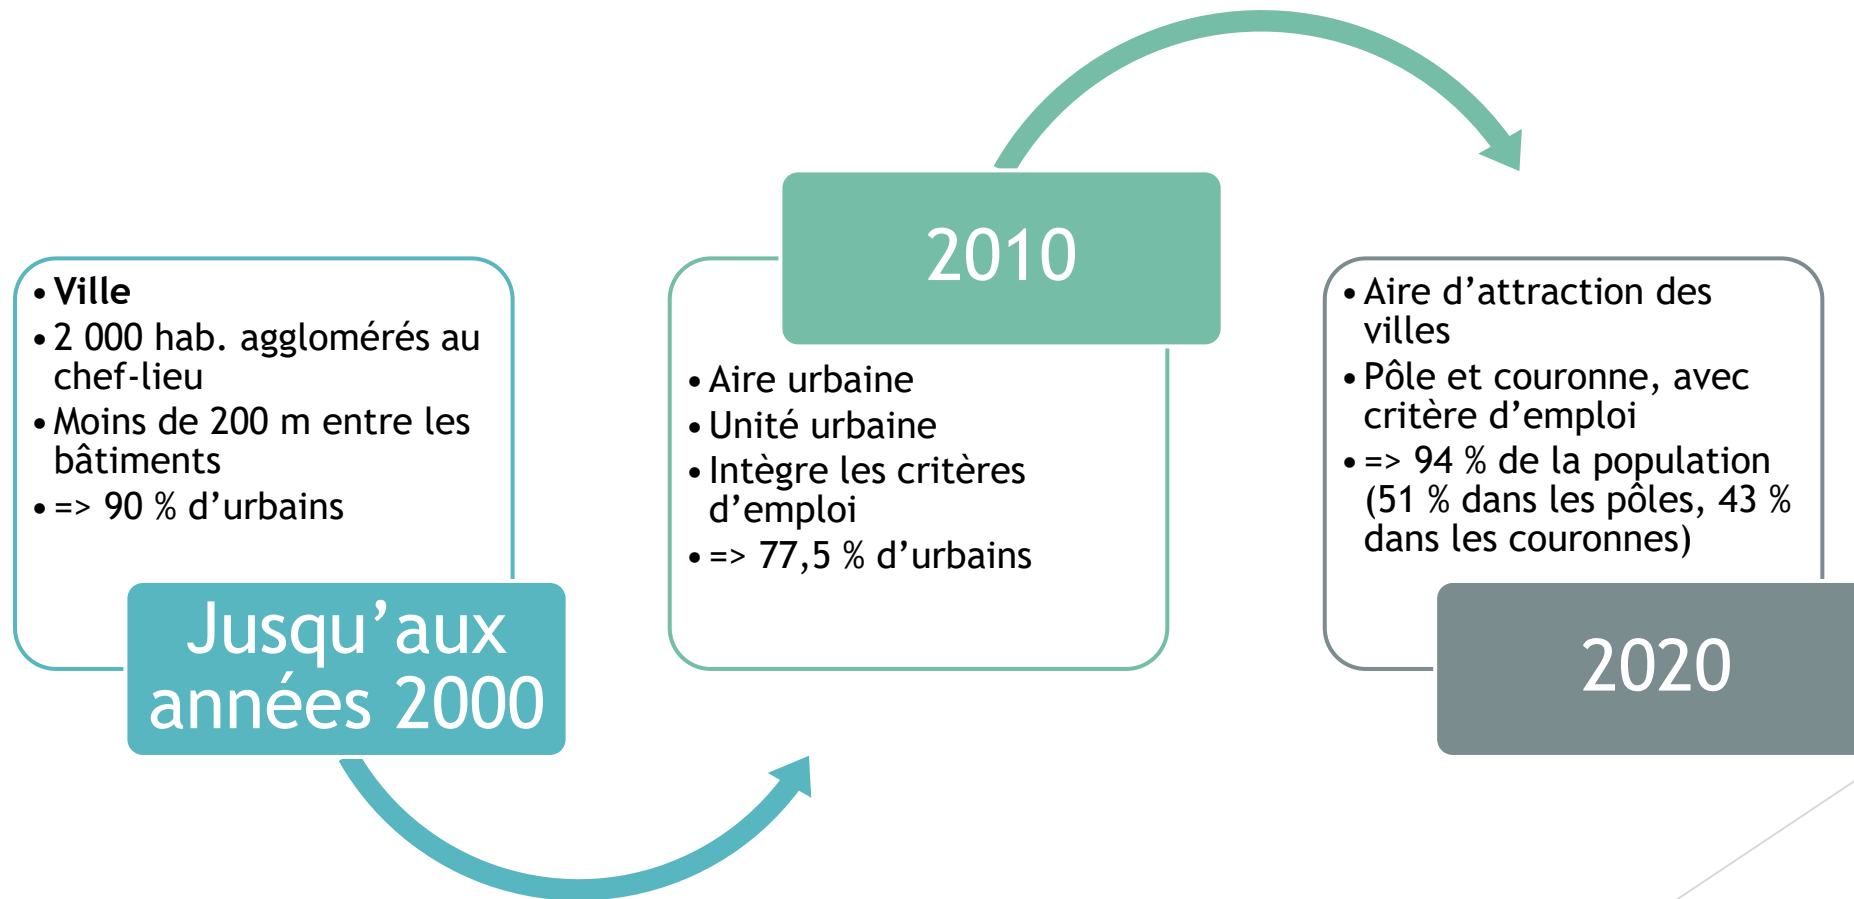 • Ville
• 2 000 hab. agglomérés au
chef-lieu
• Moins de 200 m entre les
bâtiments
• => 90 % d’urbains
Jusqu’aux
années 2000
2010
• Aire urbaine
• Unité urbaine
• Intègre les critères
d’emploi
• => 77,5 % d’urbains
• Aire d’attraction des
villes
• Pôle et couronne, avec
critère d’emploi
• => 94 % de la population
(51 % dans les pôles, 43 %
dans les couronnes)
2020